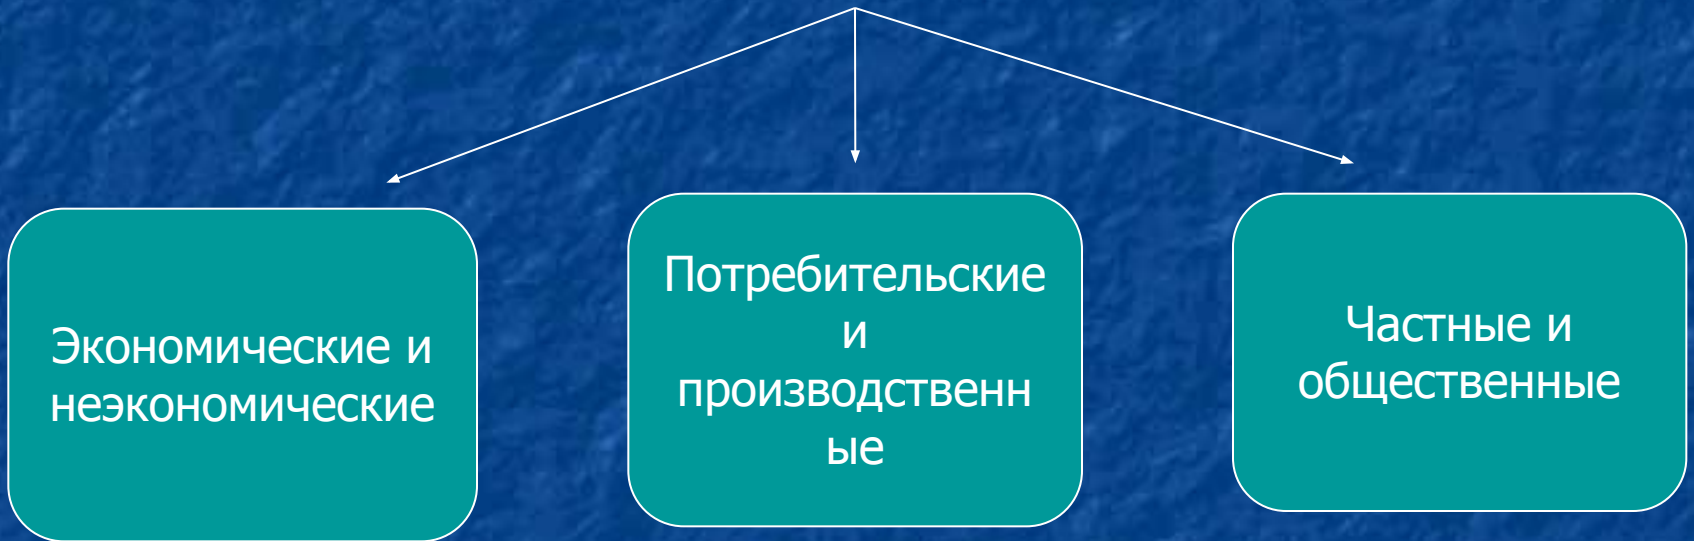 Экономические и
неэкономические
Потребительские
и
производственн
ые
Частные и
общественные